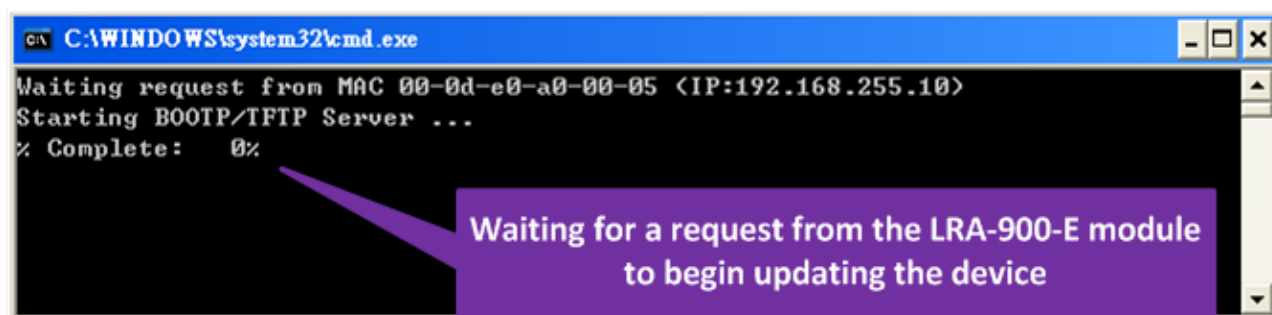 C:\WINDOWS\system32\cmd.exe
Waiting request from MAC 00-0d-e0-a0-00-05 (IP:192.168.255.10)
Starting BOOTP/TFTP Server ...
% Complete:   0%
Waiting for a request from the LRA-900-E module
to begin updating the device